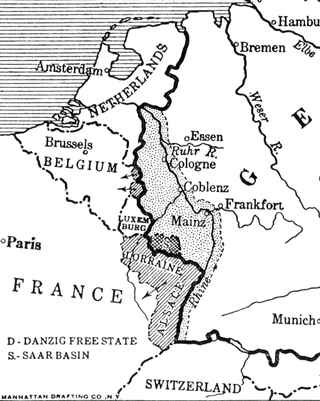 Hambu
Bremen
Elbe
Amsterdam
NETHERLANDS
Weser R.
G E
Essen
Ruhr R.
Cologne
Brussels
BELGIUM
Coblenz
Frankfort
LUXEM
BURG
Mainz
Paris
LORRAINE
FRANCE
ALSACE
Rhine
Munich
D - DANZIG FREE STATE
S. - SAAR BASIN
SWITZERLAND
MANHATTAN DRAFTING CO., N.Y.